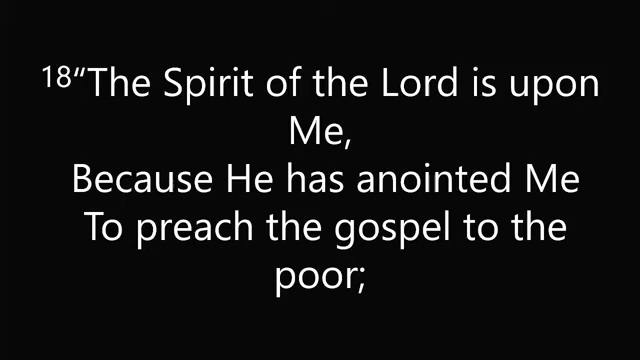 18“The Spirit of the Lord is upon
Me,
Because He has anointed Me
To preach the gospel to the
poor;